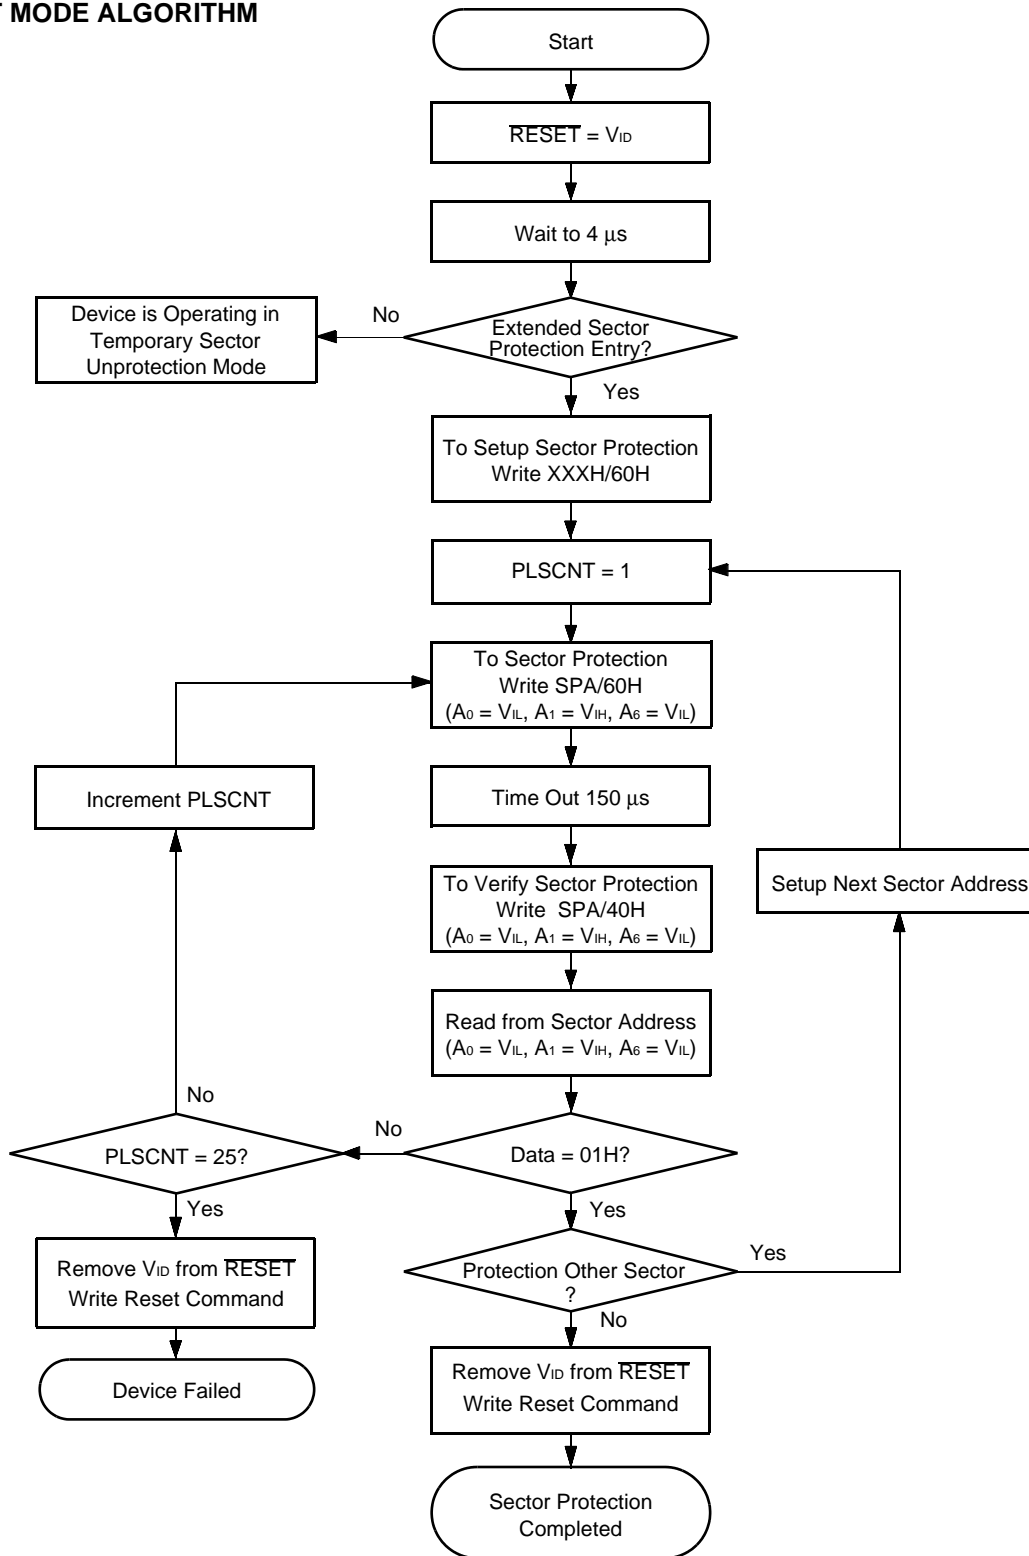 MODE ALGORITHM
Start
RESET = VID
Wait to 4 μs
Extended Sector
Protection Entry?
No
Device is Operating in
Temporary Sector
Unprotection Mode
Yes
To Setup Sector Protection
Write XXXH/60H
PLSCNT = 1
To Sector Protection
Write SPA/60H
(A0 = VIL, A1 = VIH, A6 = VIL)
Increment PLSCNT
Time Out 150 μs
To Verify Sector Protection
Write SPA/40H
(A0 = VIL, A1 = VIH, A6 = VIL)
Setup Next Sector Address
Read from Sector Address
(A0 = VIL, A1 = VIH, A6 = VIL)
No
PLSCNT = 25?
No
Data = 01H?
Yes
Yes
Remove VID from RESET
Write Reset Command
Protection Other Sector
?
Yes
No
Device Failed
Remove VID from RESET
Write Reset Command
Sector Protection
Completed